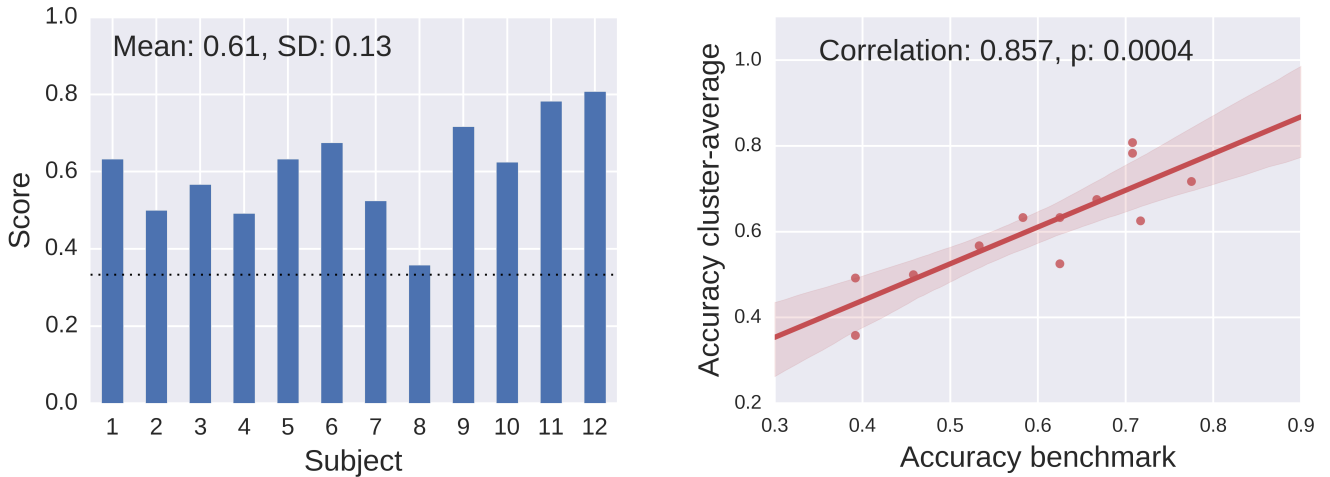 Mean: 0.61, SD: 0.13
Score
1.0
0.8
0.6
0.4
0.2
0.0
1 2 3 4 5 6 7 8 9 10 11 12
Subject
Correlation: 0.857, p: 0.0004
Accuracy cluster-average
1.0
0.8
0.6
0.4
0.2
0.3 0.4 0.5 0.6 0.7 0.8 0.9
Accuracy benchmark